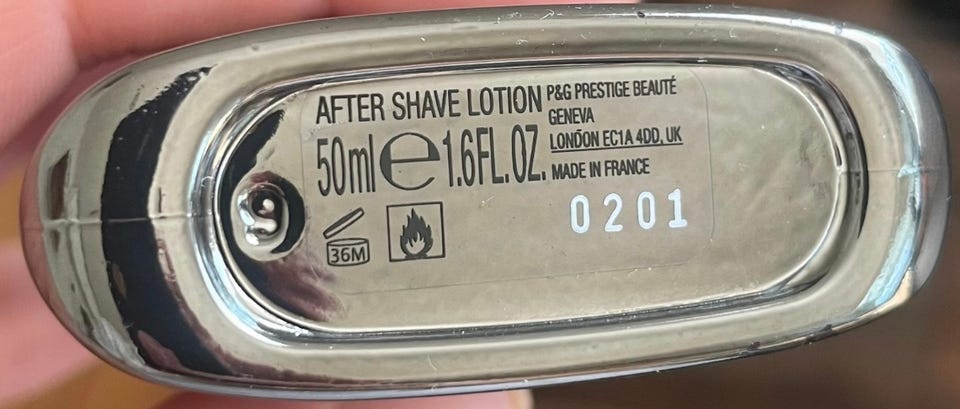 AFTER SHAVE LOTION
50ml e 1.6FL.OZ.
P&G PRESTIGE BEAUTÉ
GENEVA
LONDON EC1A 4DD, UK
MADE IN FRANCE
36M
0201